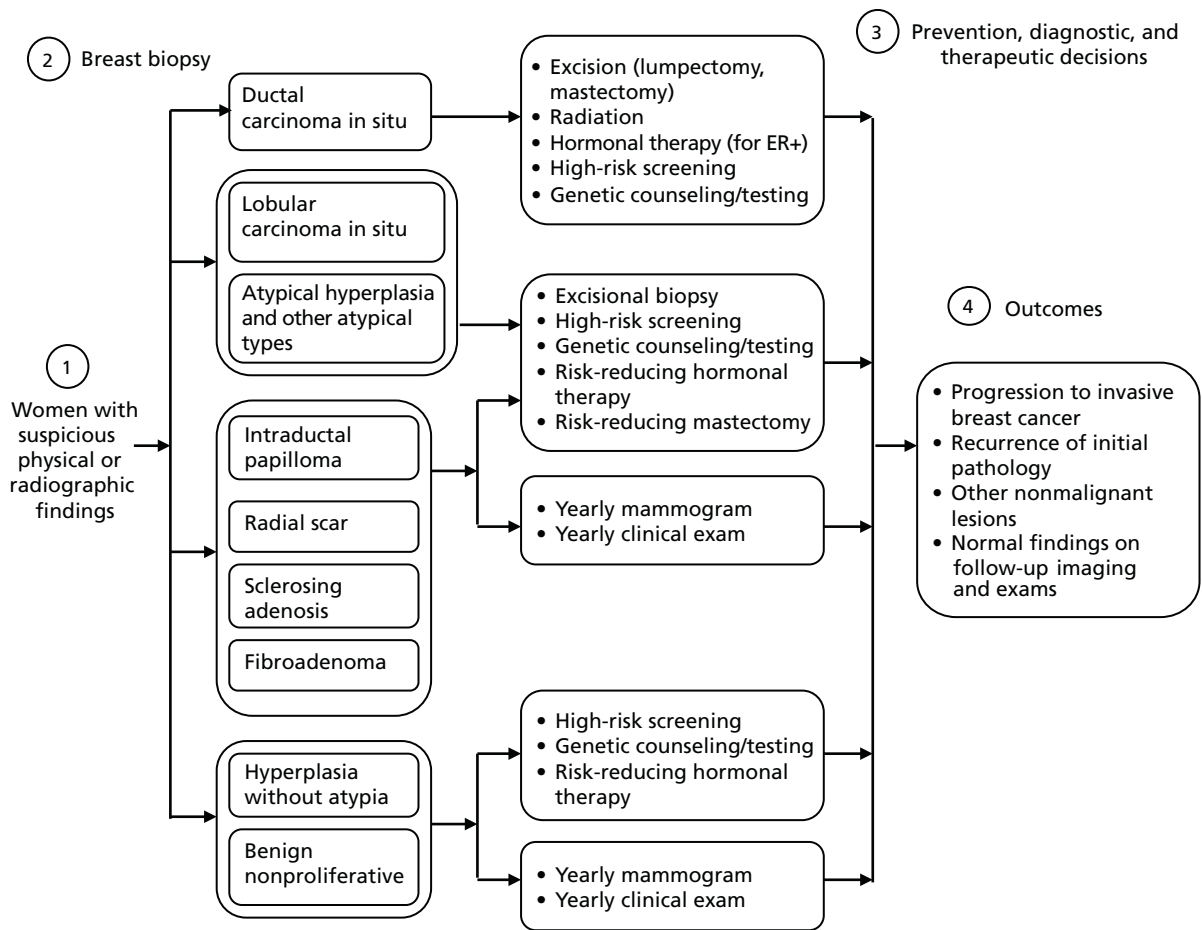 2
Breast biopsy
3
Prevention, diagnostic, and
therapeutic decisions
Ductal
carcinoma in situ
• Excision (lumpectomy,
mastectomy)
• Radiation
• Hormonal therapy (for ER+)
• High-risk screening
• Genetic counseling/testing
Lobular
carcinoma in situ
Atypical hyperplasia
and other atypical
types
• Excisional biopsy
• High-risk screening
• Genetic counseling/testing
• Risk-reducing hormonal
therapy
• Risk-reducing mastectomy
4
Outcomes
1
Women with
suspicious
physical or
radiographic
findings
Intraductal
papilloma
Radial scar
Sclerosing
adenosis
Fibroadenoma
• Yearly mammogram
• Yearly clinical exam
• Progression to invasive
breast cancer
• Recurrence of initial
pathology
• Other nonmalignant
lesions
• Normal findings on
follow-up imaging
and exams
Hyperplasia
without atypia
Benign
nonproliferative
• High-risk screening
• Genetic counseling/testing
• Risk-reducing hormonal
therapy
• Yearly mammogram
• Yearly clinical exam